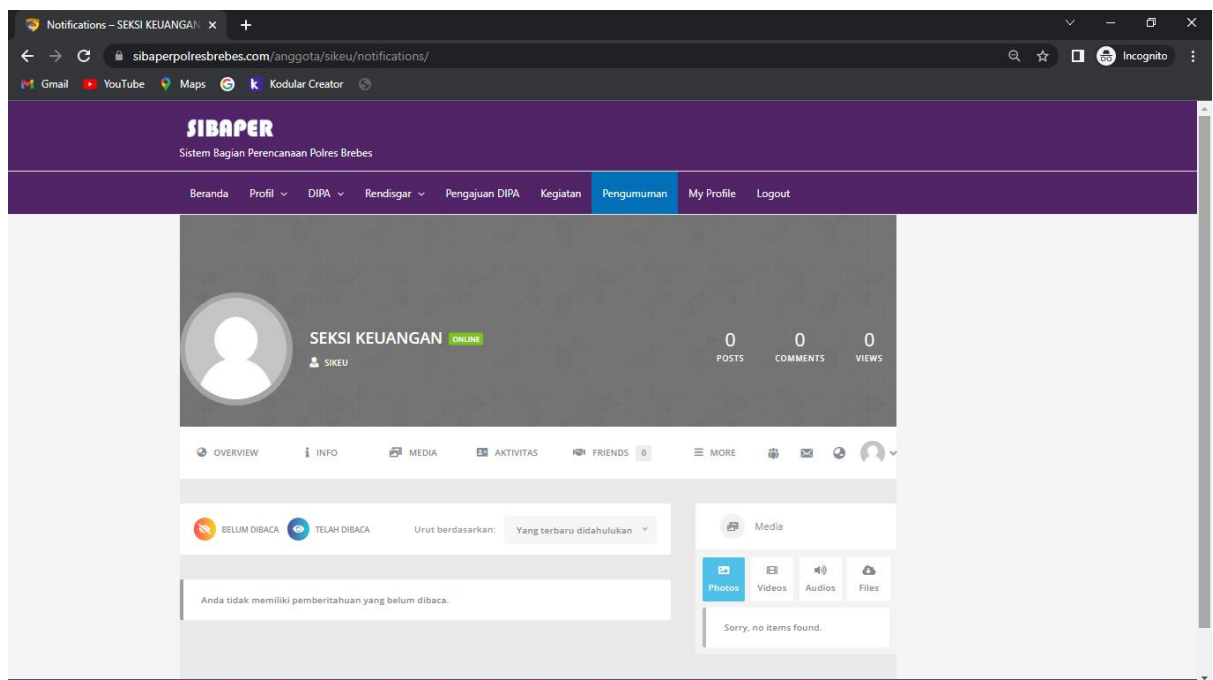 Notifications – SEKSI KEUANGAN
sibaperpolresbrebes.com/anggota/sikeu/notifications/
Incognito
Gmail YouTube Maps Kodular Creator
SIBAPER
Sistem Bagian Perencanaan Polres Brebes
Beranda Profil DIPA Rendisgar Pengajuan DIPA Kegiatan Pengumuman My Profile Logout
SEKSI KEUANGAN ONLINE
SIKEU
0 0 0
POSTS COMMENTS VIEWS
OVERVIEW INFO MEDIA AKTIVITAS FRIENDS 0 MORE
BELUM DIBACA TELAH DIBACA Urut berdasarkan: Yang terbaru didahulukan
Anda tidak memiliki pemberitahuan yang belum dibaca.
Media
Photos Videos Audios Files
Sorry, no items found.